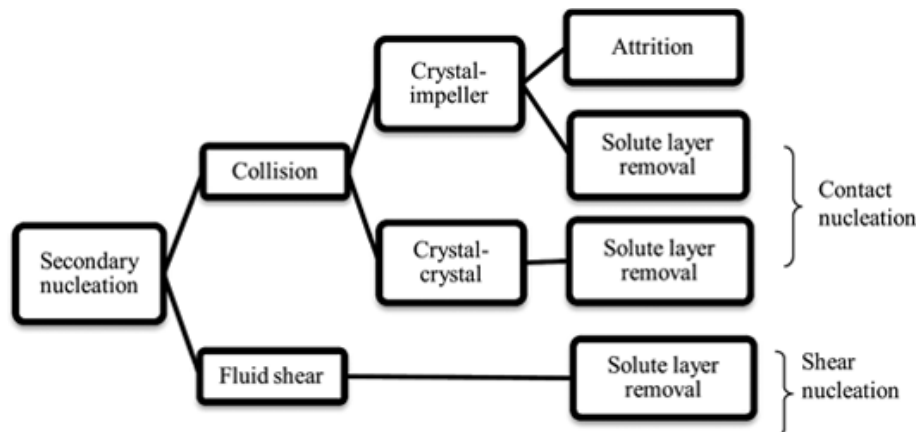 Attrition
Crystal-
impeller
Solute layer
removal
Collision
Contact
nucleation
Secondary
nucleation
Crystal-
crystal
Solute layer
removal
Fluid shear
Solute layer
removal
Shear
nucleation